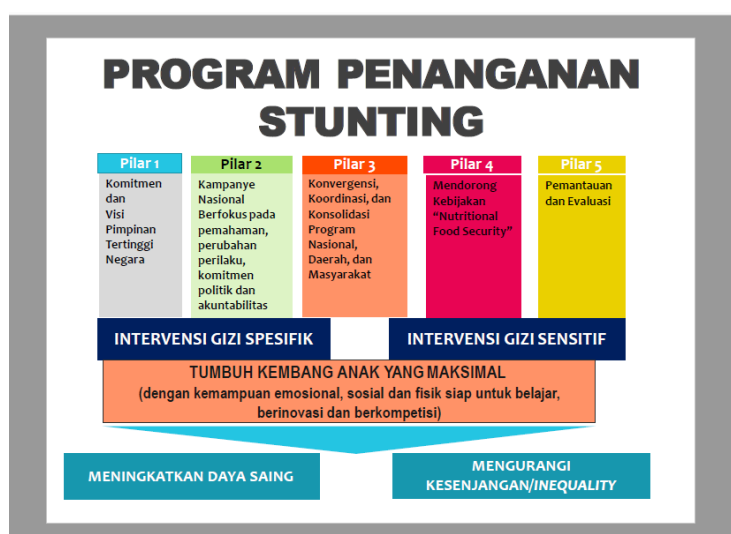 PROGRAM PENANGANAN
STUNTING
Pilar 1
Komitmen
dan
Visi
Pimpinan
Tertinggi
Negara
Pilar 2
Kampanye
Nasional
Berfokus pada
pemahaman,
perubahan
perilaku,
komitmen
politik dan
akuntabilitas
Pilar 3
Konvergensi,
Koordinasi, dan
Konsolidasi
Program
Nasional,
Daerah, dan
Masyarakat
Pilar 4
Mendorong
Kebijakan
“Nutritional
Food Security”
Pilar 5
Pemantauan
dan Evaluasi
INTERVENSI GIZI SPESIFIK
INTERVENSI GIZI SENSITIF
TUMBUH KEMBANG ANAK YANG MAKSIMAL
(dengan kemampuan emosional, sosial dan fisik siap untuk belajar,
berinovasi dan berkompetisi)
MENINGKATKAN DAYA SAING
MENGURANGI
KESENJANGAN/INEQUALITY